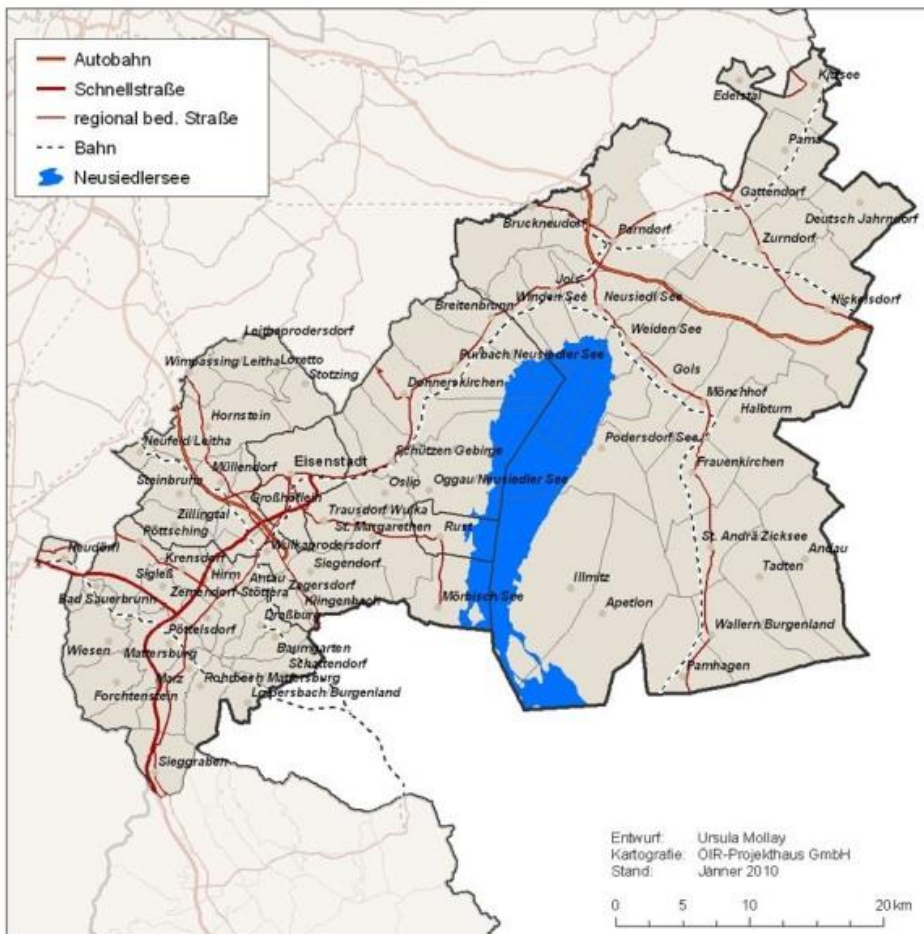 Autobahn
Schnellstraße
regional bed. Straße
Bahn
Neusiedlersee
Kittsee
Edelstal
Pama
Gattendorf
Deutsch Jahrndorf
Bruckneudorf
Parndorf
Zurndorf
Jois
Nickelsdorf
Winden See
Neusiedl See
Breitenbrunn
Weiden See
Leithaprodersdorf
Purbach/Neusiedler See
Wimpassing Leitha
Loretto
Stotzing
Gols
Donnerskirchen
Mönchhof
Hornstein
Halbturn
Neufeld/Leitha
Podersdorf See
Schützen Gebirge
Müllendorf
Eisenstadt
Frauenkirchen
Steinbrunn
Oslip
Oggau/Neusiedler See
Großhöflein
Zillingtal
Trausdorf Wulka
Pöttsching
St. Margarethen
Rust
St. Andrä Zicksee
Wulkaprodersdorf
Neudörfl
Krensdorf
Andau
Sigleß
Hirm
Antau
Siegendorf
Tadten
Illmitz
Bad Sauerbrunn
Zemendorf-Stöttera
Zagersdorf
Klingenbach
Mörbisch See
Apetlon
Draßburg
Pöttelsdorf
Wallern/Burgenland
Wiesen
Mattersburg
Baumgarten
Schattendorf
Pamhagen
Marz
Rohrbach Mattersburg
Forchtenstein
Loipersbach Burgenland
Sieggraben
Entwurf: Ursula Mollay
Kartografie: ÖIR-Projekthaus GmbH
Stand: Jänner 2010
0 5 10 20 km